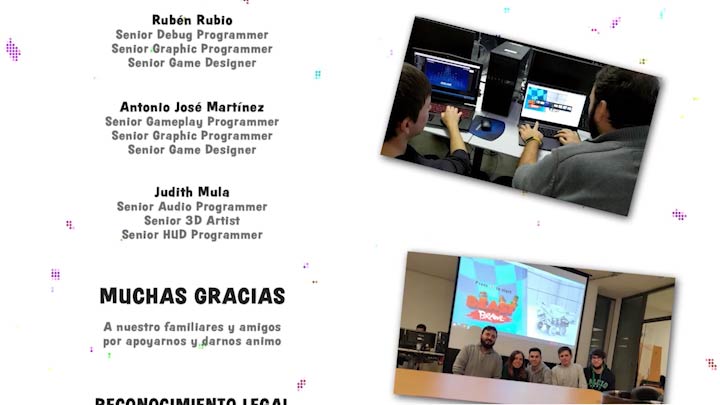 Rubén Rubio
Senior Debug Programmer
Senior Graphic Programmer
Senior Game Designer
Antonio José Martínez
Senior Gameplay Programmer
Senior Graphic Programmer
Senior Game Designer
Judith Mula
Senior Audio Programmer
Senior 3D Artist
Senior HUD Programmer
MUCHAS GRACIAS
A nuestro familiares y amigos
por apoyarnos y darnos animo
RECONOCIMIENTO LEGAL